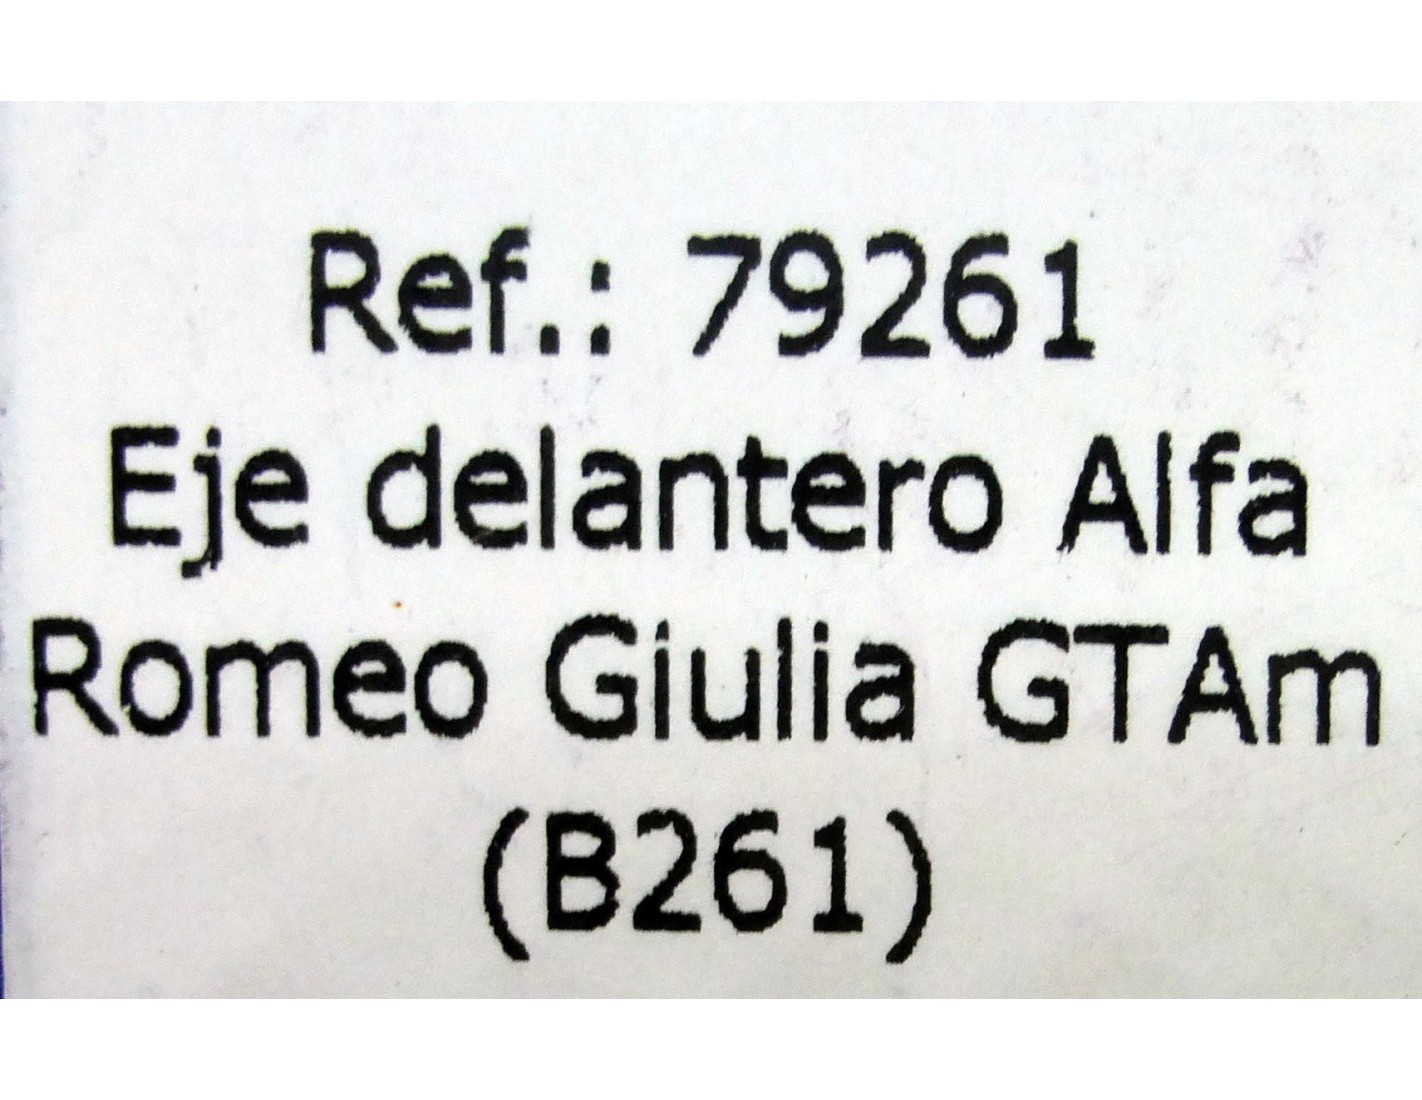 Ref.: 79261
Eje delantero Alfa
Romeo Giulia GTAm
(B261)